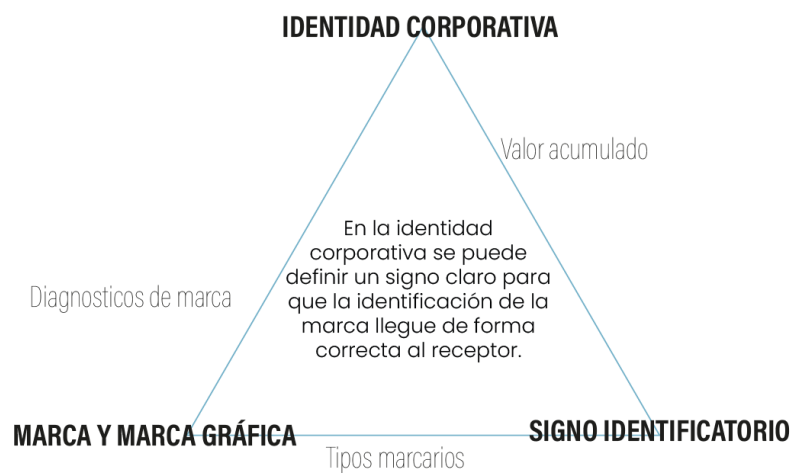 IDENTIDAD CORPORATIVA
Valor acumulado
En la identidad
corporativa se puede
definir un signo claro para
que la identificación de la
marca llegue de forma
correcta al receptor.
Diagnosticos de marca
MARCA Y MARCA GRÁFICA
SIGNO IDENTIFICATORIO
Tipos marcarios